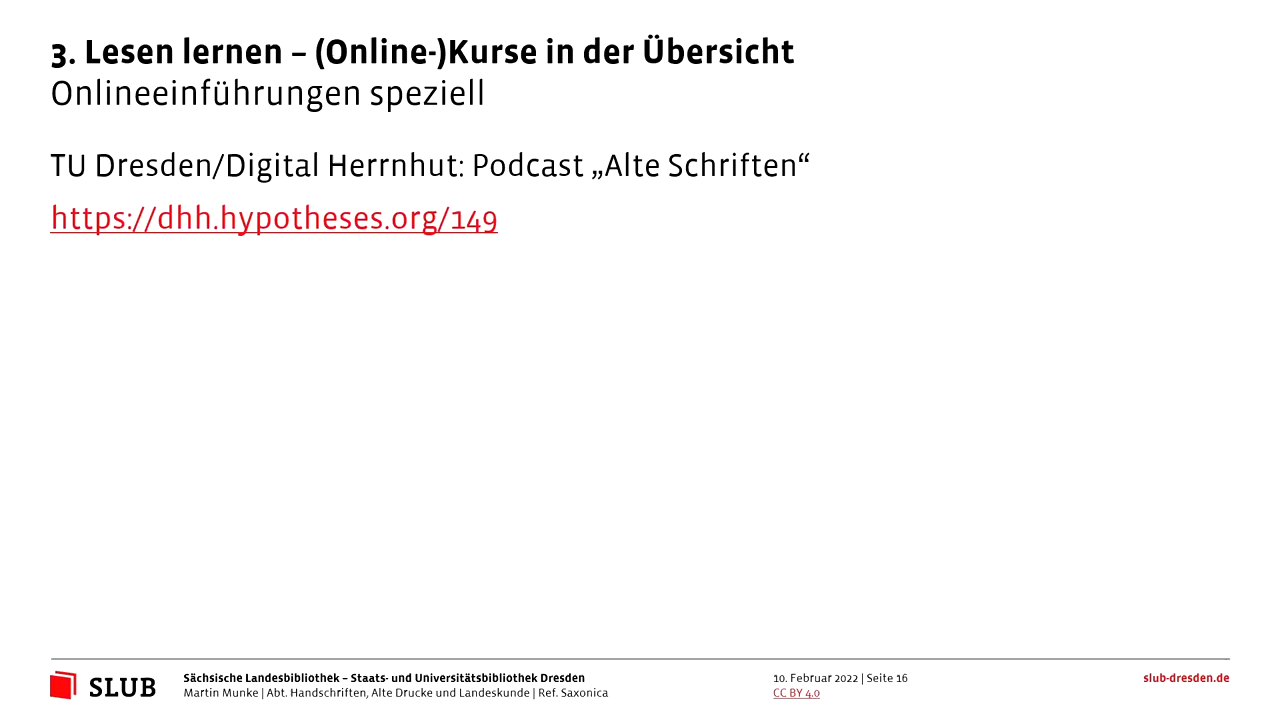 3. Lesen lernen – (Online-)Kurse in der Übersicht
Onlineeinführungen speziell
TU Dresden/Digital Herrnhut: Podcast „Alte Schriften“
https://dhh.hypotheses.org/149
SLUB
Sächsische Landesbibliothek – Staats- und Universitätsbibliothek Dresden
Martin Munke | Abt. Handschriften, Alte Drucke und Landeskunde | Ref. Saxonica
10. Februar 2022 | Seite 16
CC BY 4.0
slub-dresden.de